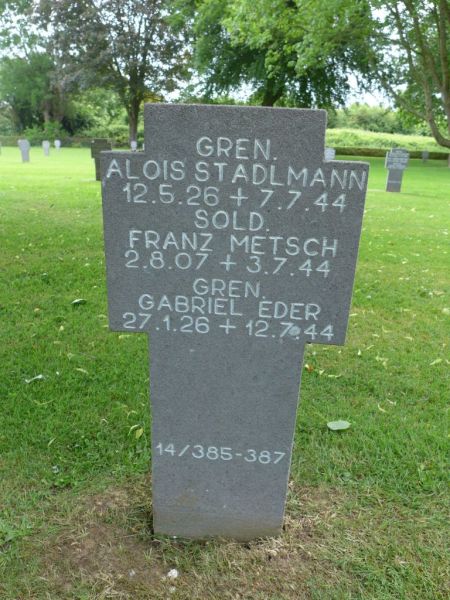 GREN.
ALOIS STADLMANN
12.5.26 + 7.7.44
SOLD.
FRANZ METSCH
2.8.07 + 3.7.44
GREN.
GABRIEL EDER
27.1.26 + 12.7.44
14/385-387